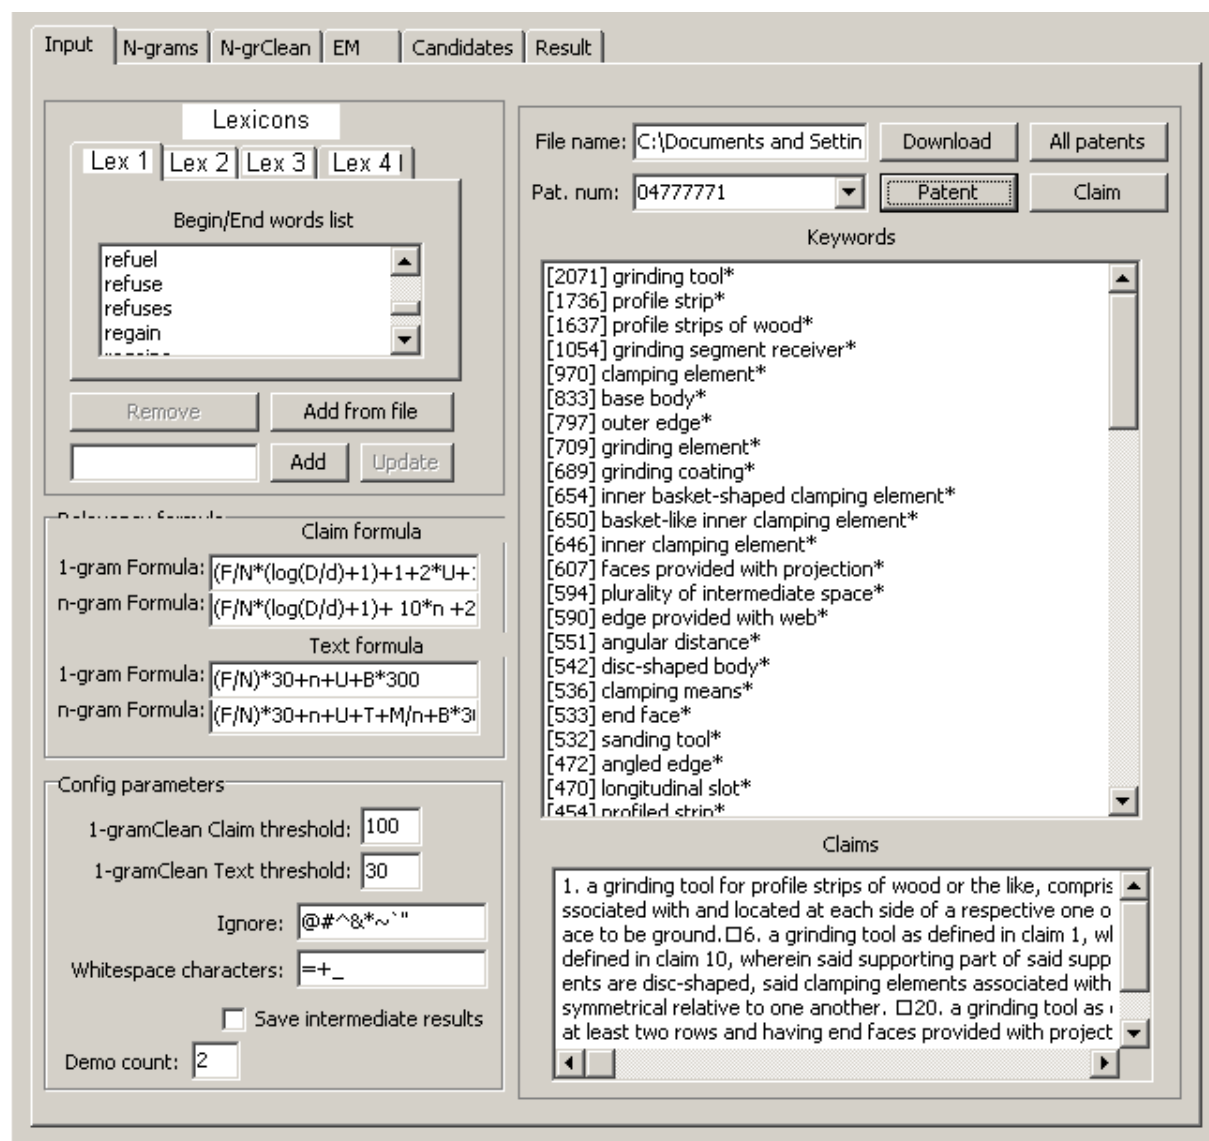 Input N-grams N-grClean EM Candidates Result
Lexicons
Lex 1 Lex 2 Lex 3 Lex 4
Begin/End words list
refuel
refuse
refuses
regain
Remove Add from file
Add Update
Claim formula
1-gram Formula: (F/N*(log(D/d)+1)+1+2*U+
n-gram Formula: (F/N*(log(D/d)+1)+ 10*n +2
Text formula
1-gram Formula: (F/N)*30+n+U+B*300
n-gram Formula: (F/N)*30+n+U+T+M/n+B*3
Config parameters
1-gramClean Claim threshold: 100
1-gramClean Text threshold: 30
Ignore: @#^&*~`"
Whitespace characters: =+_
Save intermediate results
Demo count: 2
File name: C:\Documents and Settin Download All patents
Pat. num: 04777771 Patent Claim
Keywords
[2071] grinding tool*
[1736] profile strip*
[1637] profile strips of wood*
[1054] grinding segment receiver*
[970] clamping element*
[833] base body*
[797] outer edge*
[709] grinding element*
[689] grinding coating*
[654] inner basket-shaped clamping element*
[650] basket-like inner clamping element*
[646] inner clamping element*
[607] faces provided with projection*
[594] plurality of intermediate space*
[590] edge provided with web*
[551] angular distance*
[542] disc-shaped body*
[536] clamping means*
[533] end face*
[532] sanding tool*
[472] angled edge*
[470] longitudinal slot*
[454] profiled strip*
Claims
1. a grinding tool for profile strips of wood or the like, compris
ssociated with and located at each side of a respective one o
ace to be ground.□6. a grinding tool as defined in claim 1, wl
defined in claim 10, wherein said supporting part of said supp
ents are disc-shaped, said clamping elements associated with
symmetrical relative to one another. □20. a grinding tool as
at least two rows and having end faces provided with project